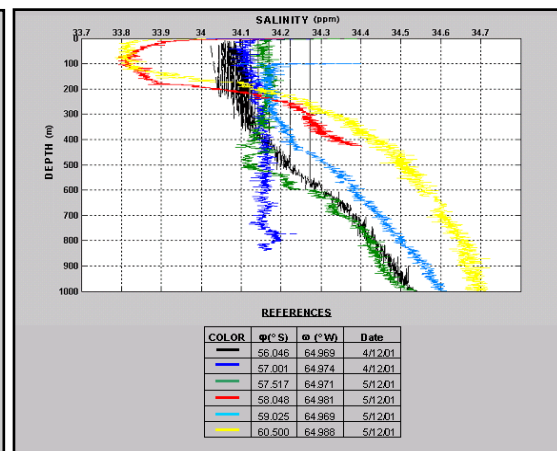 SALINITY (ppm)
33.7 33.8 33.9 34 34.1 34.2 34.3 34.4 34.5 34.6 34.7
0
100
200
300
400
500
600
700
800
900
1000
DEPTH (m)
REFERENCES
COLOR φ(°S) ω (°W) Date
56.046 64.969 4/12/01
57.001 64.974 4/12/01
57.517 64.971 5/12/01
58.048 64.981 5/12/01
59.025 64.969 5/12/01
60.500 64.988 5/12/01